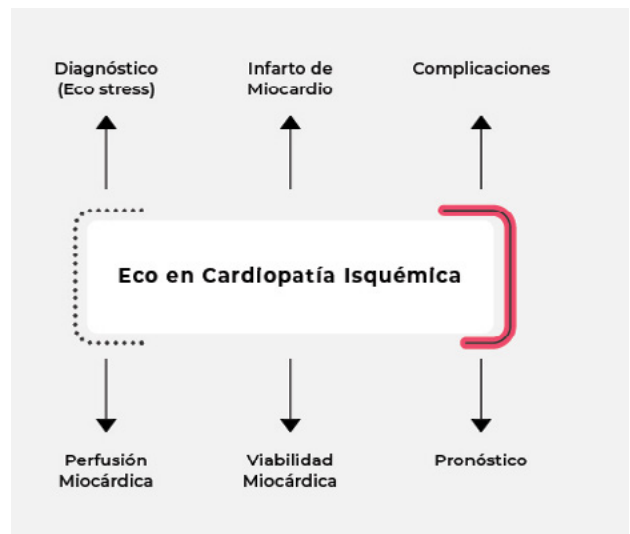 Diagnóstico
(Eco stress)
Infarto de
Miocardio
Complicaciones
Eco en Cardiopatía Isquémica
Perfusión
Miocárdica
Viabilidad
Miocárdica
Pronóstico